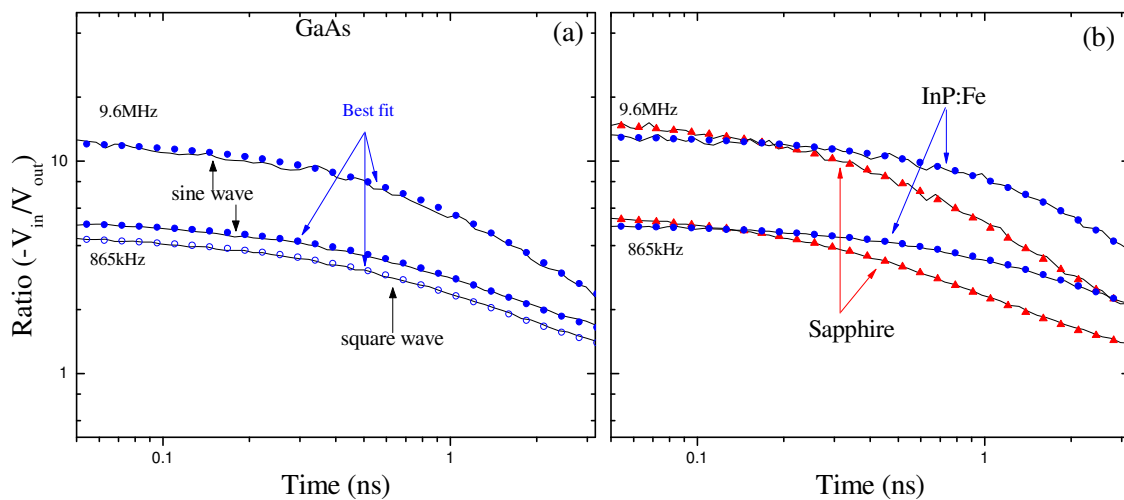 GaAs
(a)
9.6MHz
Best fit
sine wave
865kHz
square wave
10
1
Ratio (-V_in/V_out)
0.1
1
Time (ns)
(b)
9.6MHz
InP:Fe
865kHz
Sapphire
0.1
1
Time (ns)